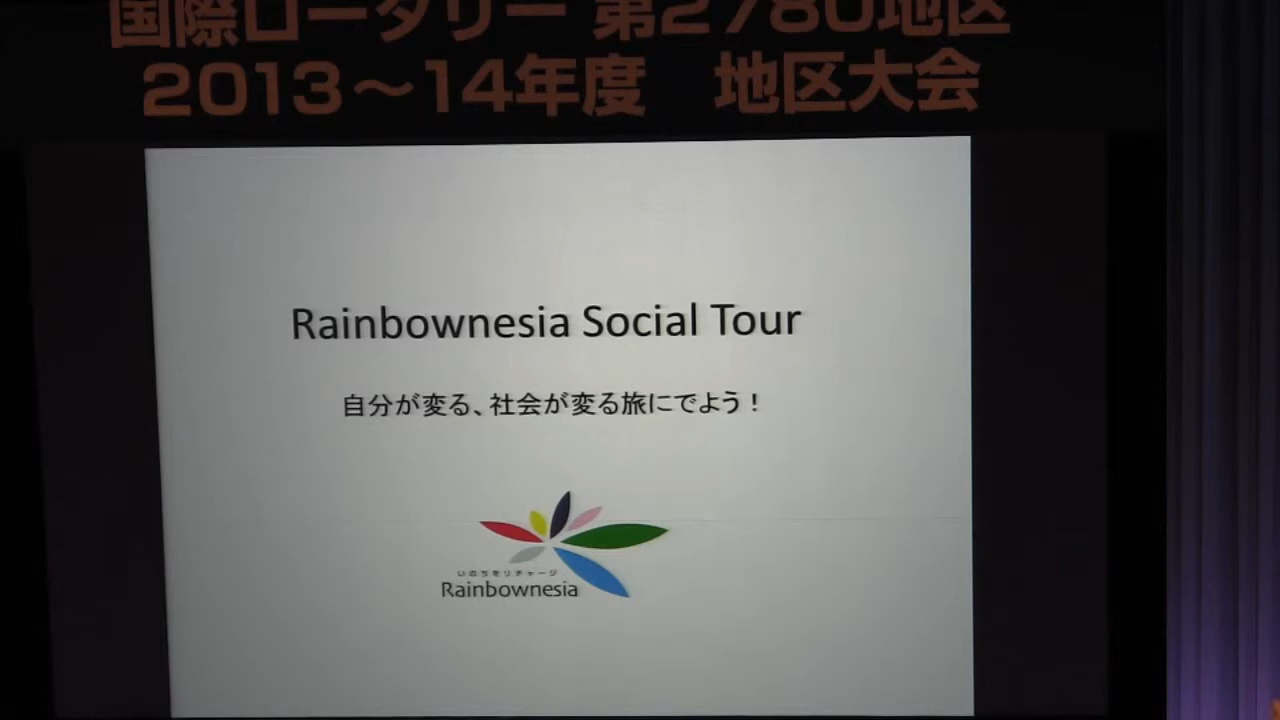 国際ロータリー 第2780地区
2013～14年度　地区大会
Rainbownesia Social Tour
自分が変る、社会が変る旅にでよう！
いのちをリチャージ
Rainbownesia